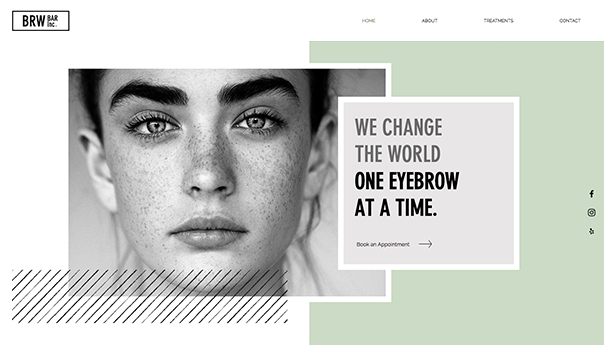 BRW BAR Inc.
HOME ABOUT TREATMENTS CONTACT
WE CHANGE
THE WORLD
ONE EYEBROW
AT A TIME.
Book an Appointment